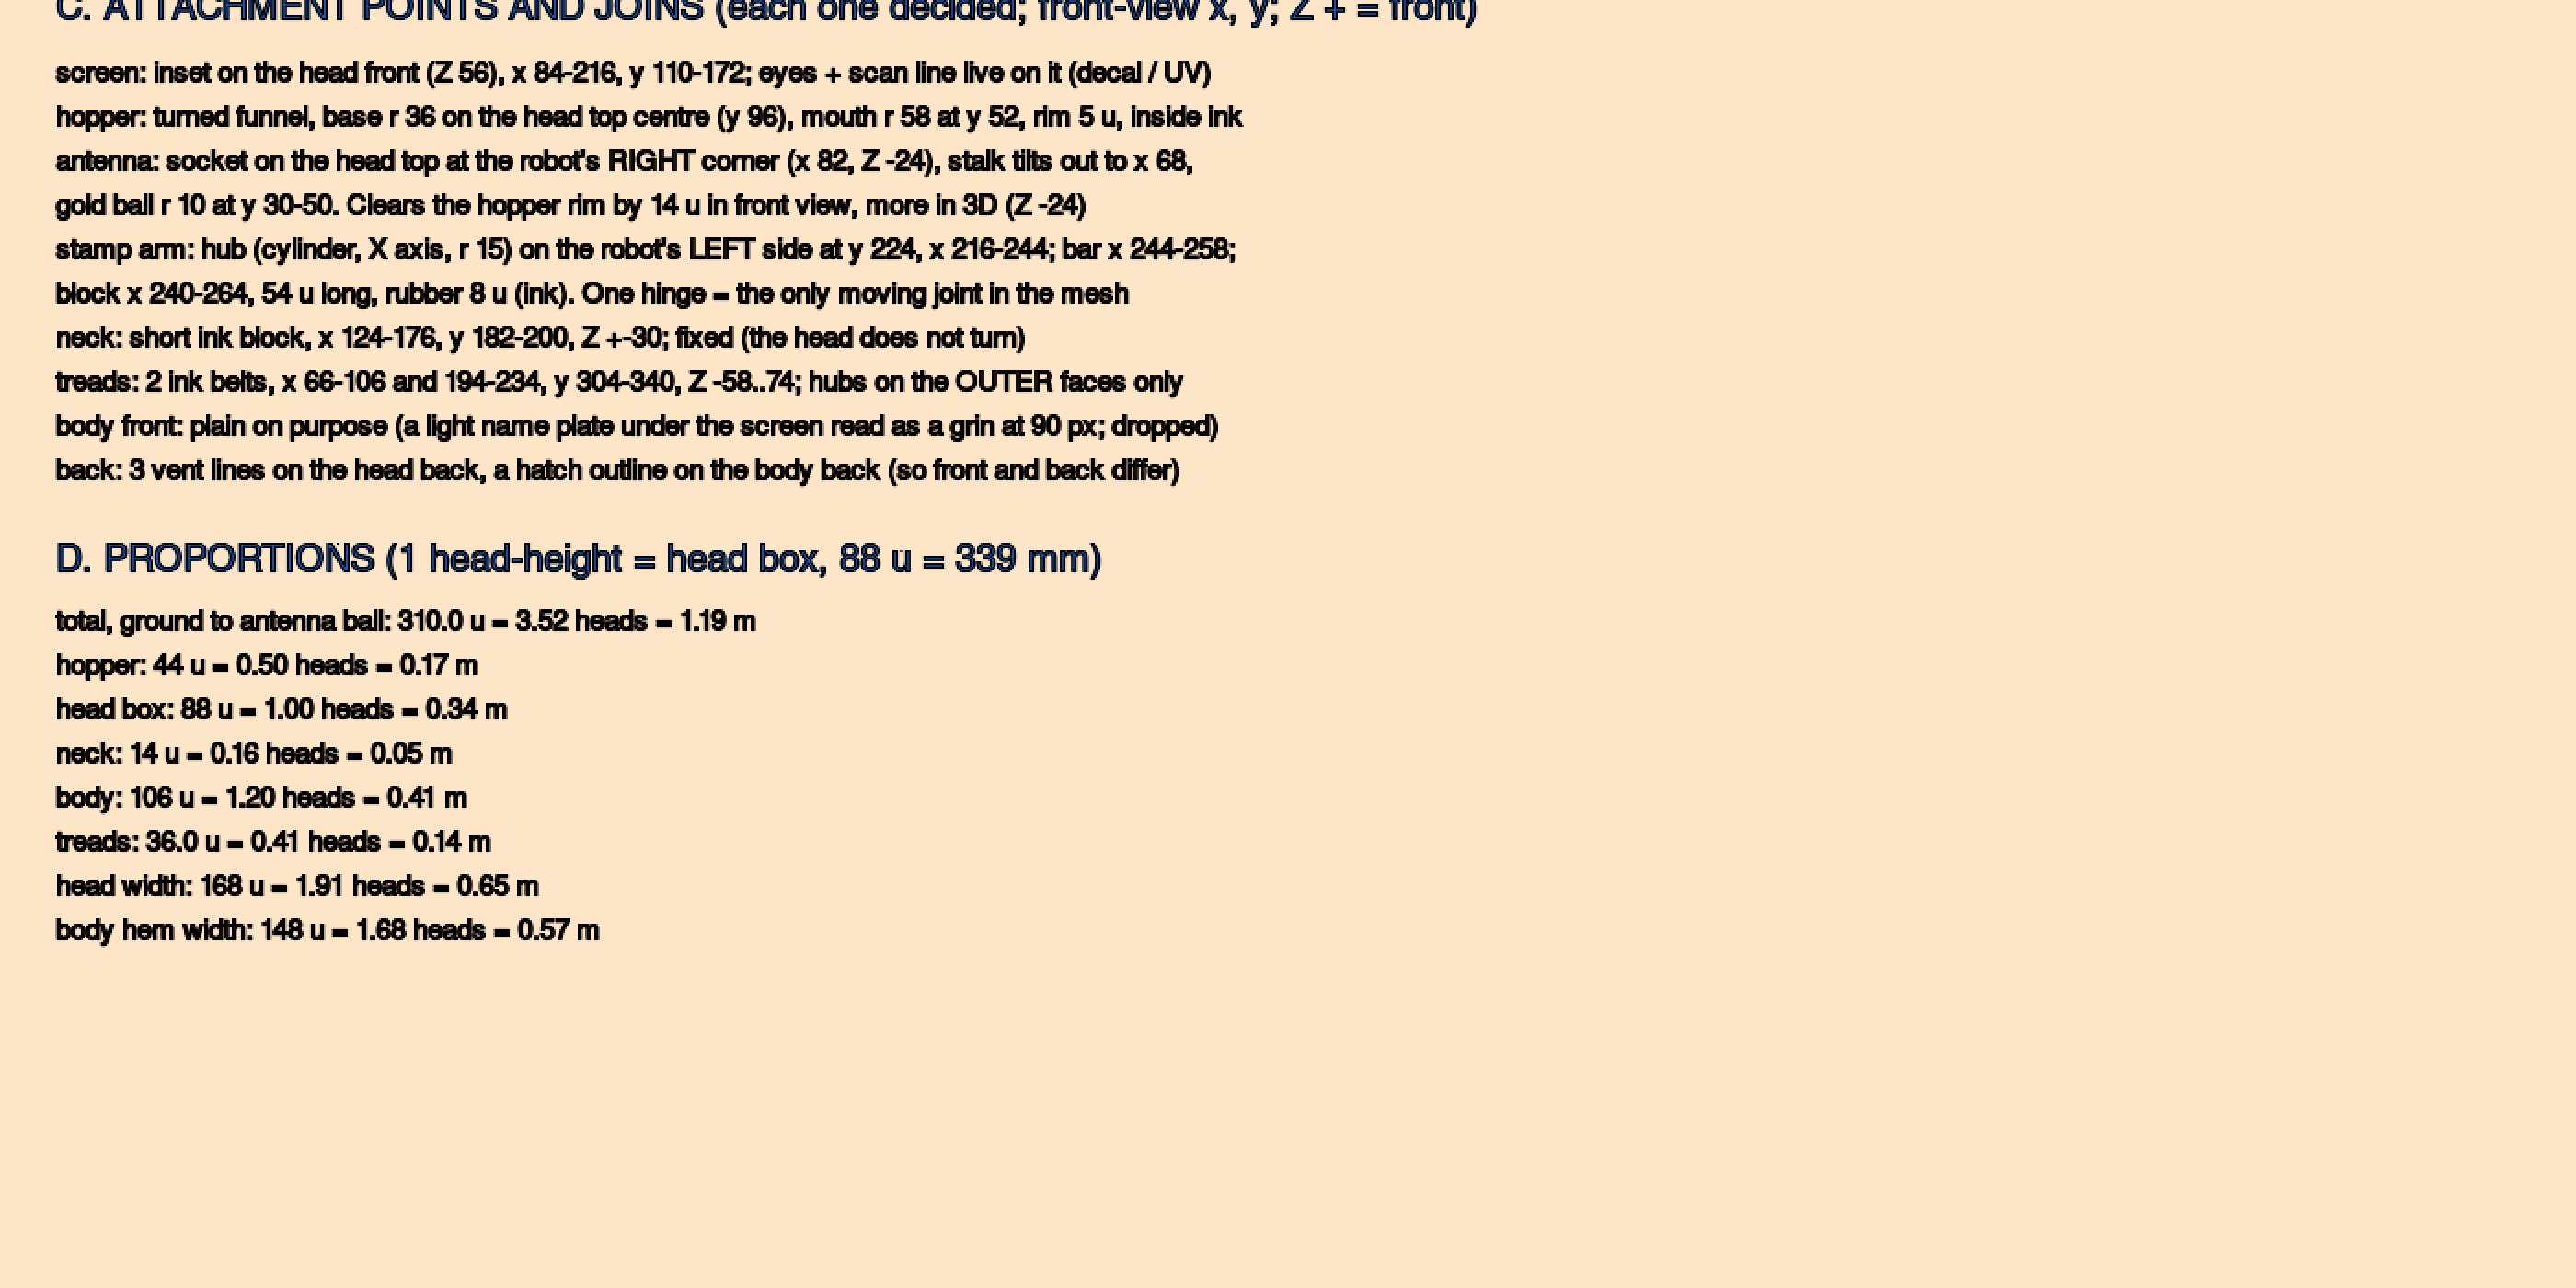 C. ATTACHMENT POINTS AND JOINS (each one decided; front-view x, y; Z + = front)
screen: inset on the head front (Z 56), x 84-216, y 110-172; eyes + scan line live on it (decal / UV)
hopper: turned funnel, base r 36 on the head top centre (y 96), mouth r 58 at y 52, rim 5 u, inside ink
antenna: socket on the head top at the robot's RIGHT corner (x 82, Z -24), stalk tilts out to x 68,
gold ball r 10 at y 30-50. Clears the hopper rim by 14 u in front view, more in 3D (Z -24)
stamp arm: hub (cylinder, X axis, r 15) on the robot's LEFT side at y 224, x 216-244; bar x 244-258;
block x 240-264, 54 u long, rubber 8 u (ink). One hinge = the only moving joint in the mesh
neck: short ink block, x 124-176, y 182-200, Z +-30; fixed (the head does not turn)
treads: 2 ink belts, x 66-106 and 194-234, y 304-340, Z -58..74; hubs on the OUTER faces only
body front: plain on purpose (a light name plate under the screen read as a grin at 90 px; dropped)
back: 3 vent lines on the head back, a hatch outline on the body back (so front and back differ)
D. PROPORTIONS (1 head-height = head box, 88 u = 339 mm)
total, ground to antenna ball: 310.0 u = 3.52 heads = 1.19 m
hopper: 44 u = 0.50 heads = 0.17 m
head box: 88 u = 1.00 heads = 0.34 m
neck: 14 u = 0.16 heads = 0.05 m
body: 106 u = 1.20 heads = 0.41 m
treads: 36.0 u = 0.41 heads = 0.14 m
head width: 168 u = 1.91 heads = 0.65 m
body hem width: 148 u = 1.68 heads = 0.57 m